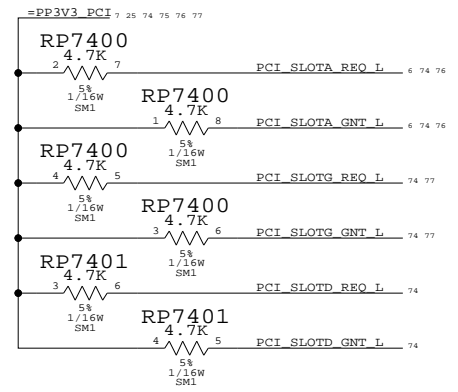 =PP3V3_PCI 7 25 74 75 76 77
RP7400
4.7K
2 7 PCI_SLOTA_REQ_L 6 74 76
5%
1/16W
SM1
RP7400
4.7K
1 8 PCI_SLOTA_GNT_L 6 74 76
5%
1/16W
SM1
RP7400
4.7K
4 5 PCI_SLOTG_REQ_L 74 77
5%
1/16W
SM1
RP7400
4.7K
3 6 PCI_SLOTG_GNT_L 74 77
5%
1/16W
SM1
RP7401
4.7K
3 6 PCI_SLOTD_REQ_L 74
5%
1/16W
SM1
RP7401
4.7K
4 5 PCI_SLOTD_GNT_L 74
5%
1/16W
SM1